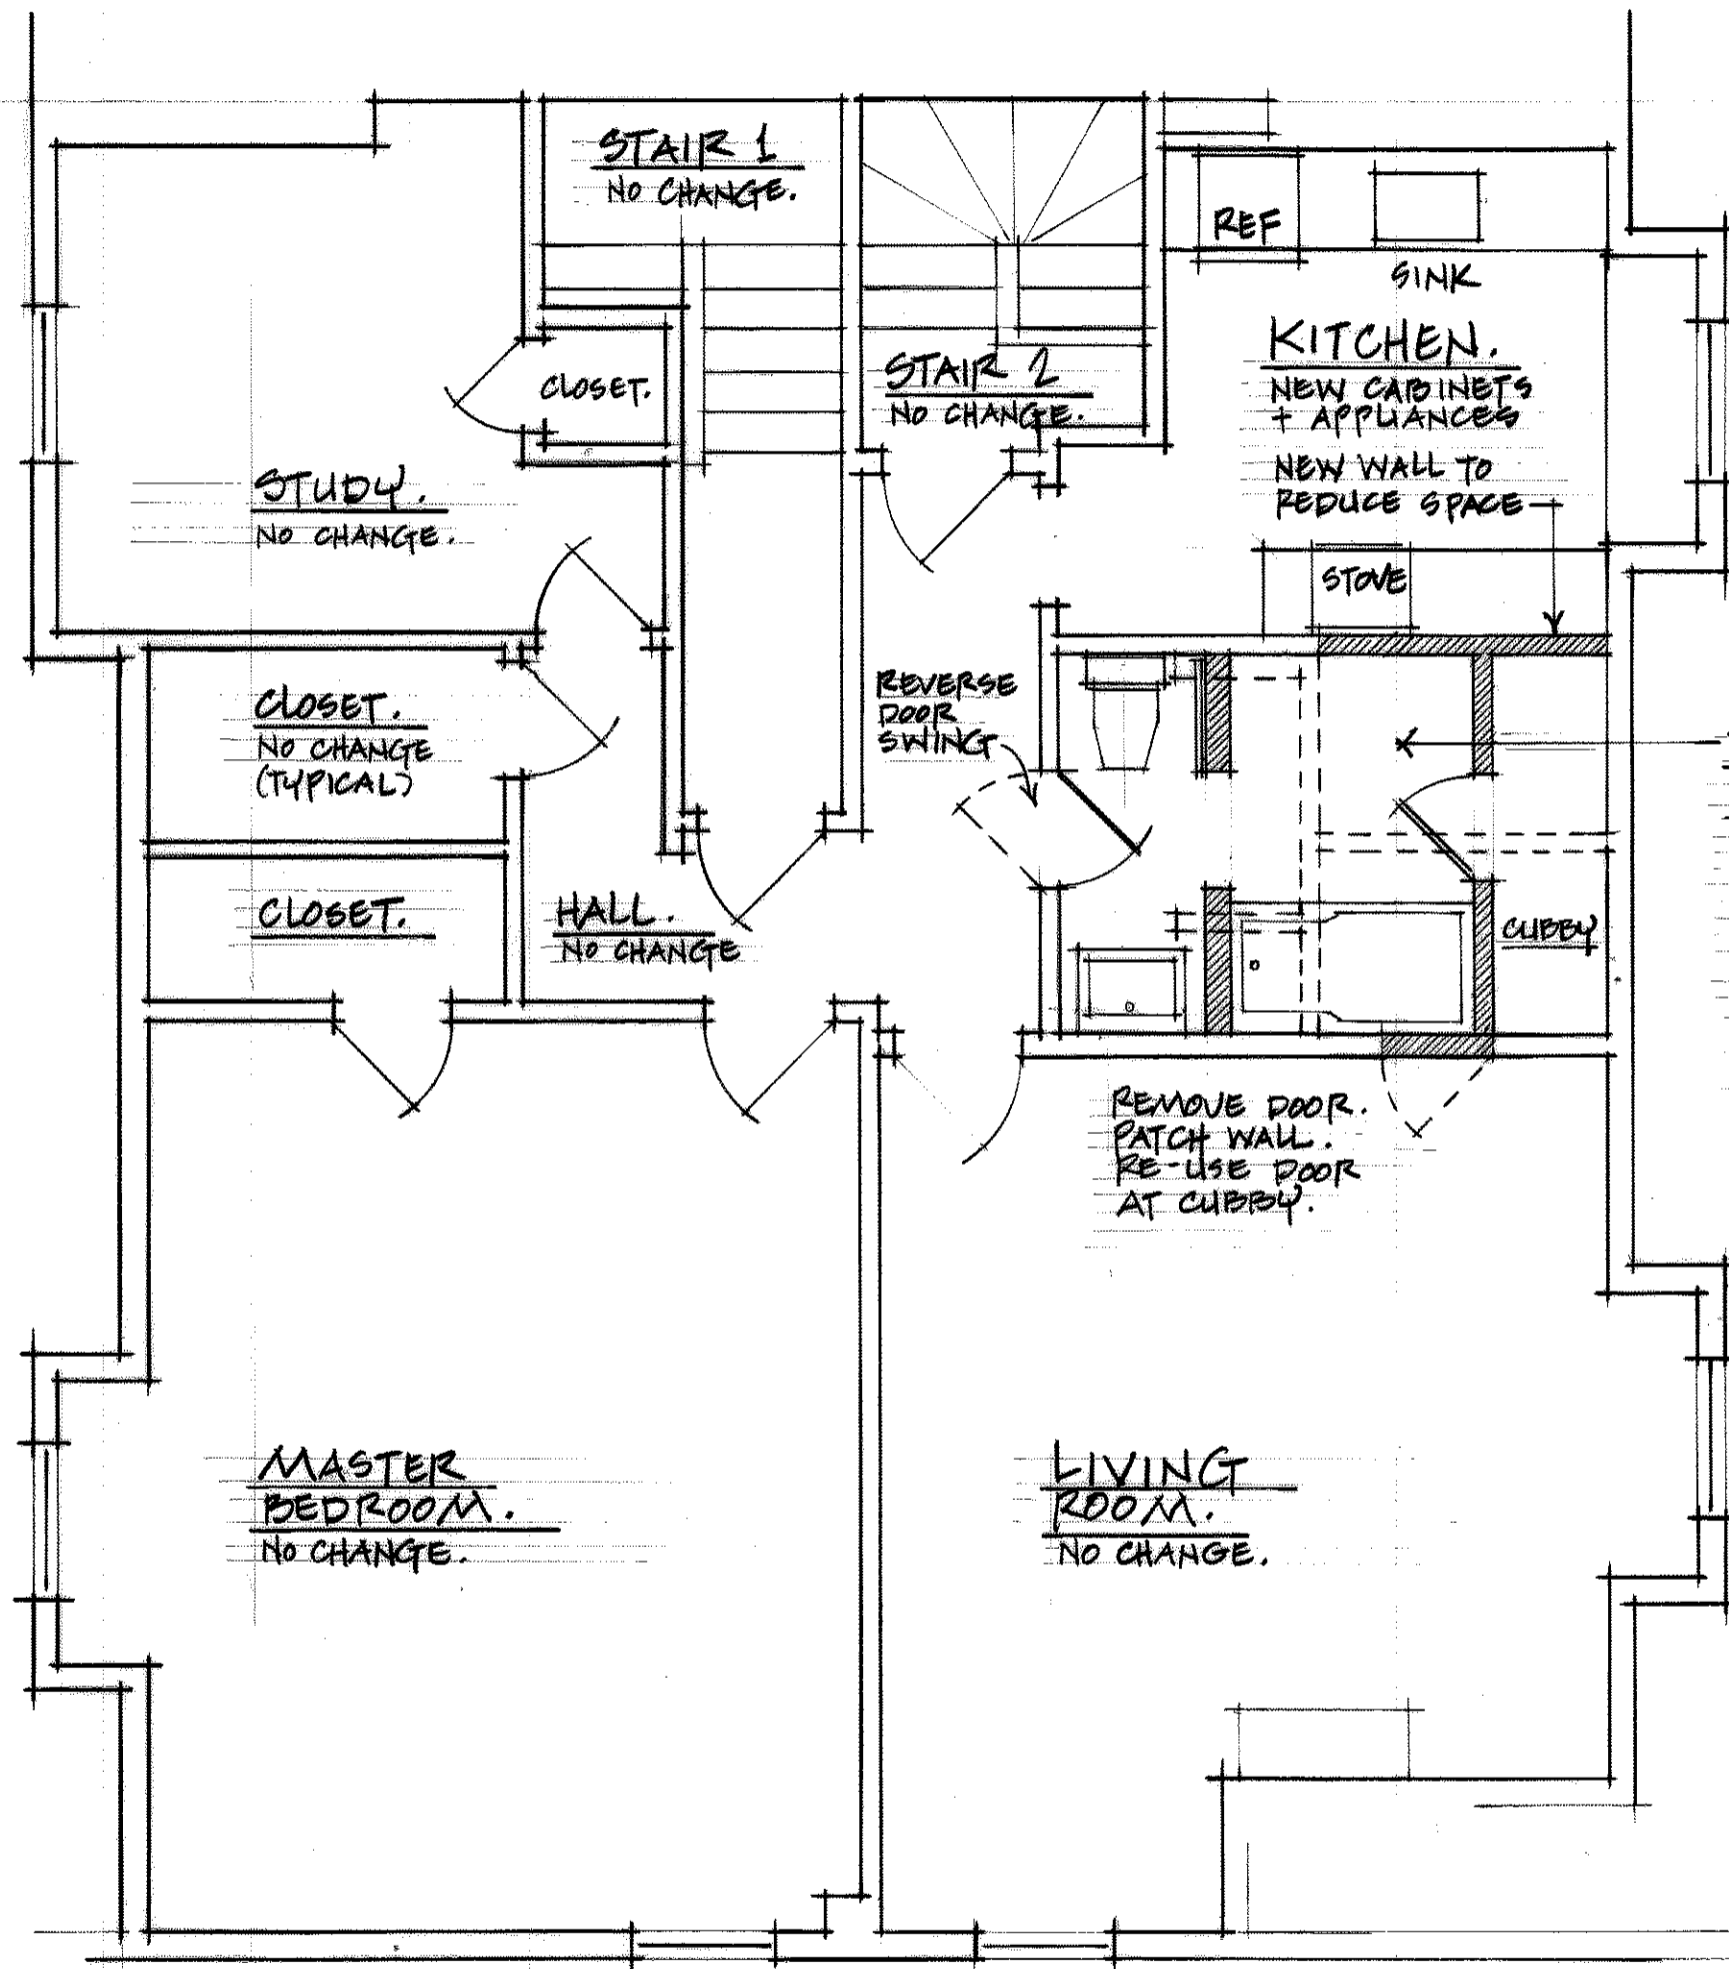 STAIR 1
NO CHANGE.
REF
SINK
KITCHEN.
NEW CABINETS
+ APPLIANCES
NEW WALL TO
REDUCE SPACE
STOVE
CLOSET.
STAIR 2
NO CHANGE.
STUDY.
NO CHANGE.
CLOSET.
NO CHANGE
(TYPICAL)
REVERSE
DOOR
SWING
CLOSET.
HALL.
NO CHANGE
CUBBY
REMOVE DOOR.
PATCH WALL.
RE-USE DOOR
AT CUBBY.
MASTER
BEDROOM.
NO CHANGE.
LIVING
ROOM.
NO CHANGE.